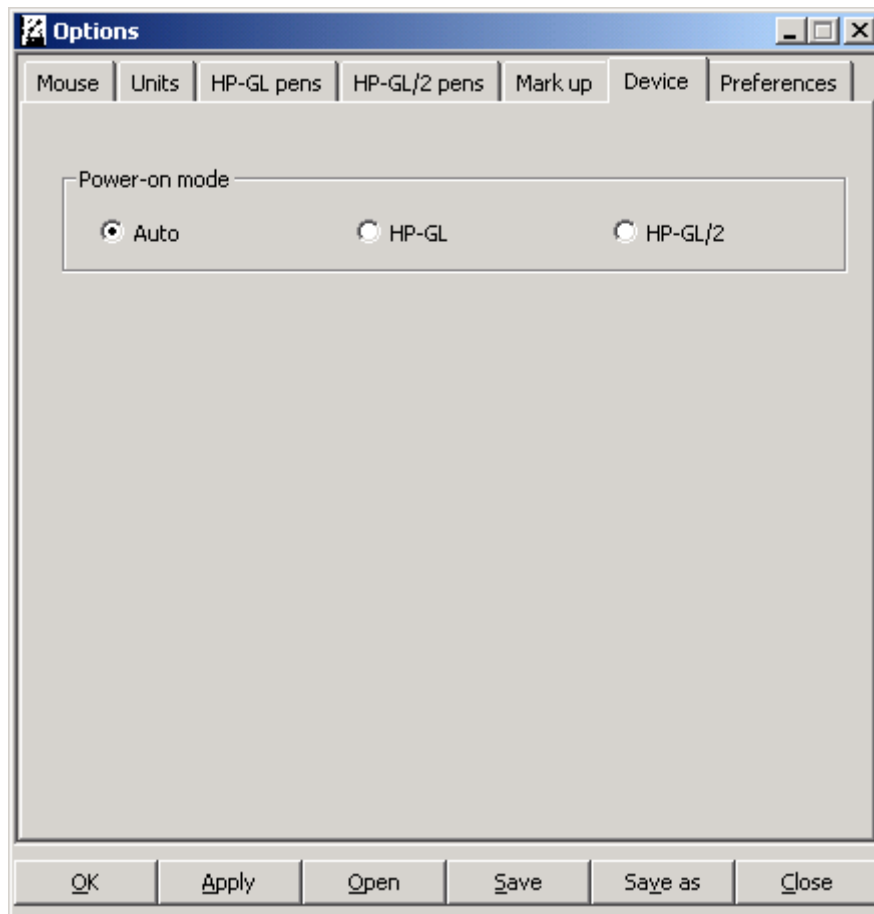 Options
Mouse Units HP-GL pens HP-GL/2 pens Mark up Device Preferences
Power-on mode
Auto HP-GL HP-GL/2
OK Apply Open Save Save as Close